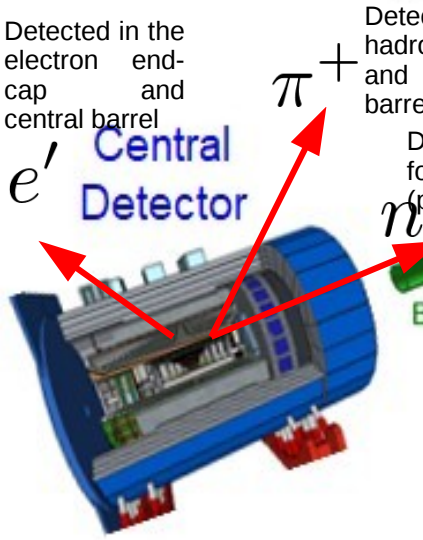 Detected in the
electron end-
cap and
central barrel
and
π+
Central
Detector
e′
n